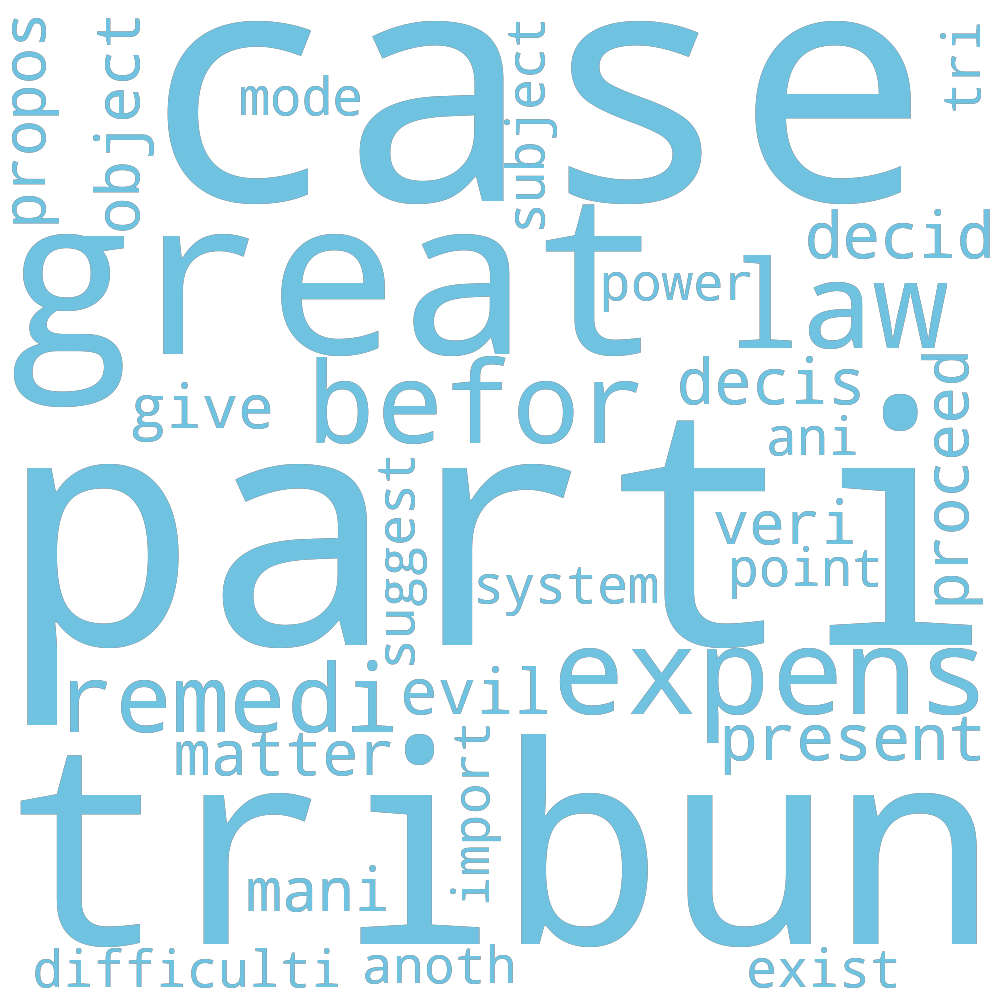 propos
object
case
mode
subject
tri
great
decid
power
law
give
befor
decis
ani
proceed
parti
suggest
veri
point
system
remedi
evil
expens
matter
import
present
tribun
mani
difficulti
anoth
exist